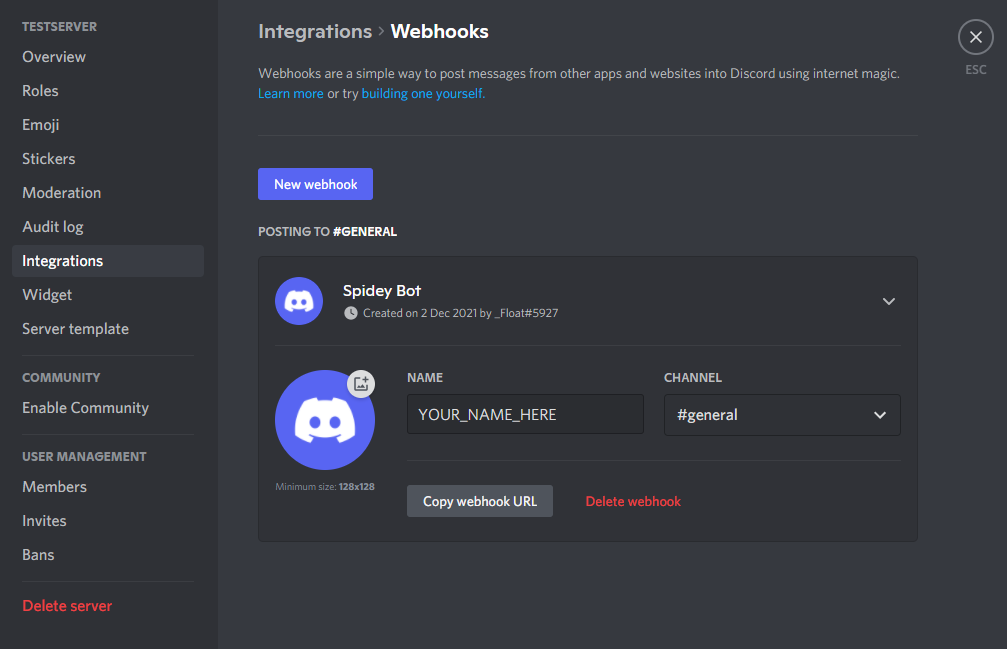 TESTSERVER
Overview
Roles
Emoji
Stickers
Moderation
Audit log
Integrations
Widget
Server template
COMMUNITY
Enable Community
USER MANAGEMENT
Members
Invites
Bans
Delete server
Integrations > Webhooks
Webhooks are a simple way to post messages from other apps and websites into Discord using internet magic.
Learn more or try building one yourself.
New webhook
POSTING TO #GENERAL
Spidey Bot
Created on 2 Dec 2021 by _Float#5927
NAME
YOUR_NAME_HERE
CHANNEL
#general
Minimum size: 128x128
Copy webhook URL
Delete webhook
ESC